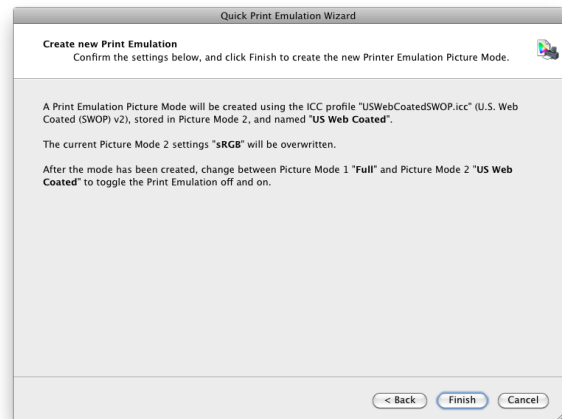 Quick Print Emulation Wizard
Create new Print Emulation
Confirm the settings below, and click Finish to create the new Printer Emulation Picture Mode.
A Print Emulation Picture Mode will be created using the ICC profile "USWebCoatedSWOP.icc" (U.S. Web
Coated (SWOP) v2), stored in Picture Mode 2, and named "US Web Coated".
The current Picture Mode 2 settings "sRGB" will be overwritten.
After the mode has been created, change between Picture Mode 1 "Full" and Picture Mode 2 "US Web
Coated" to toggle the Print Emulation off and on.
< Back Finish Cancel